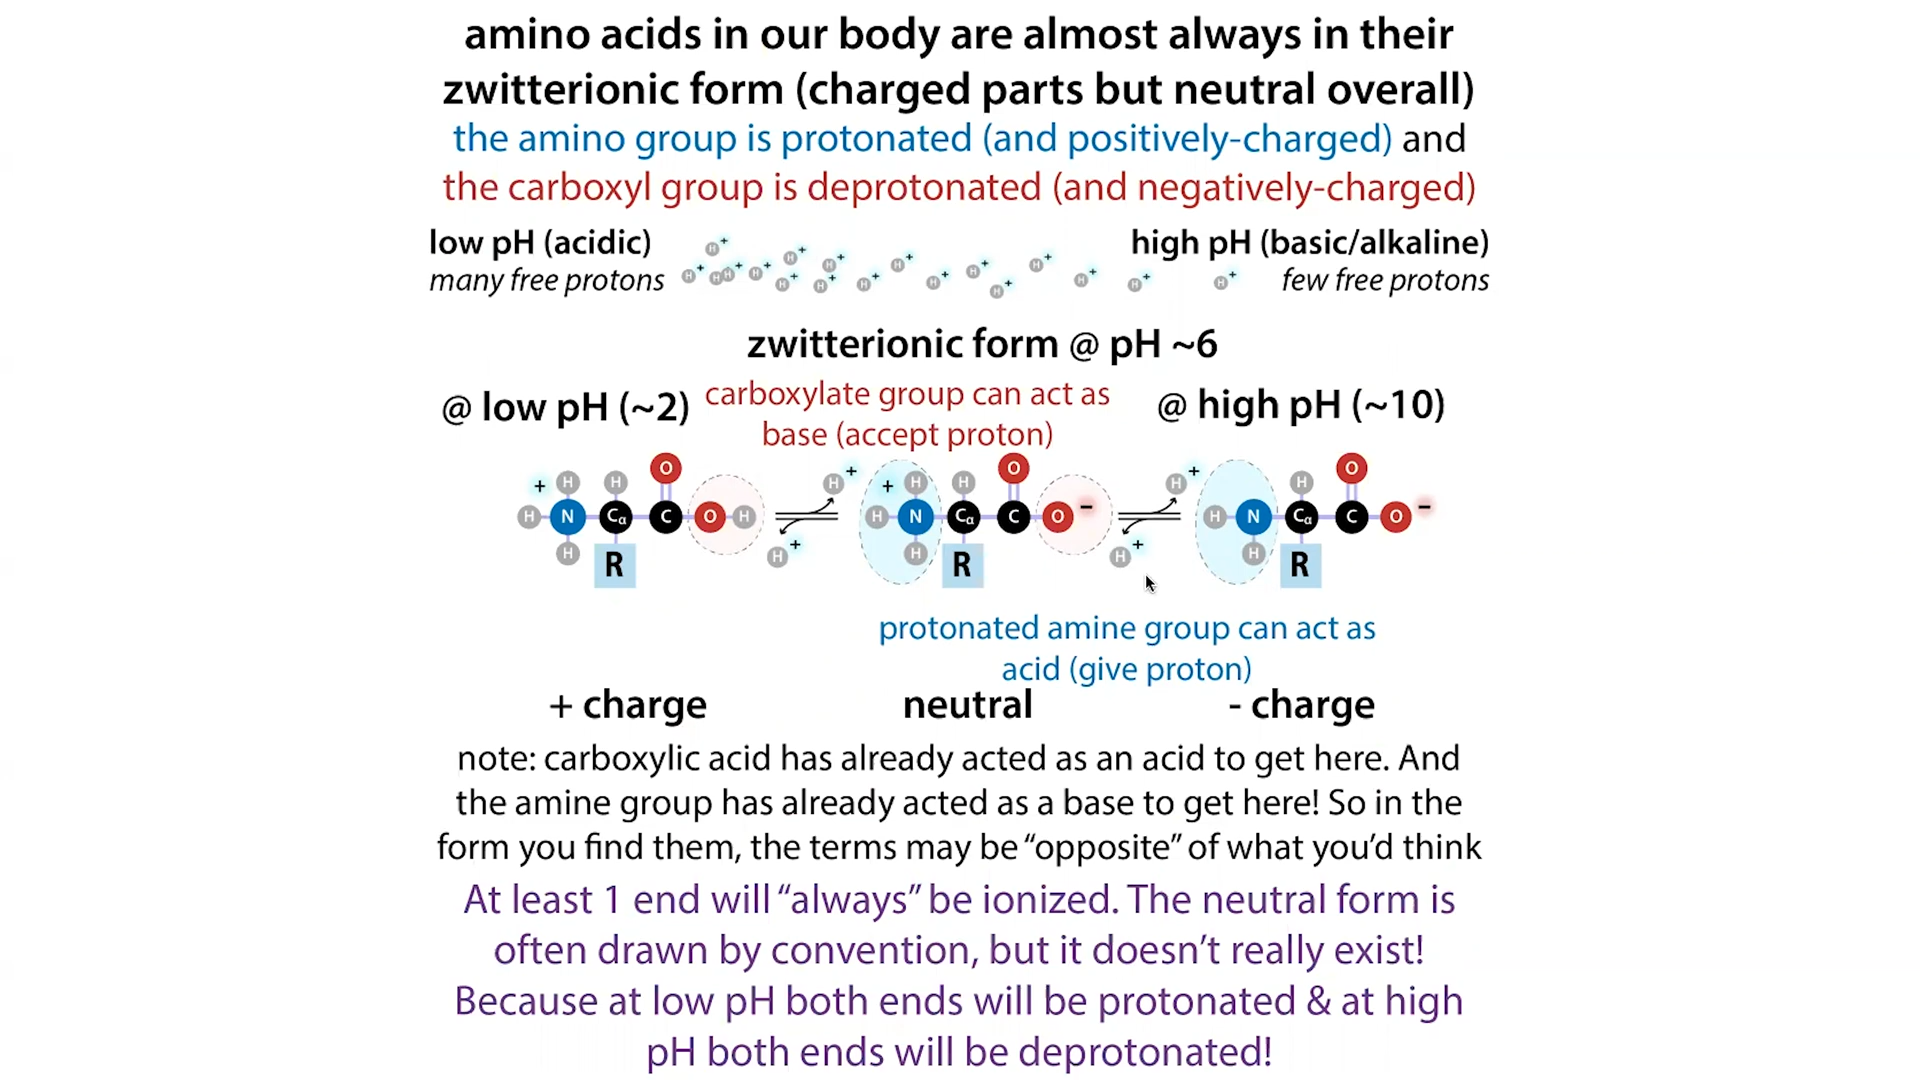 amino acids in our body are almost always in their
zwitterionic form (charged parts but neutral overall)
the amino group is protonated (and positively-charged) and
the carboxyl group is deprotonated (and negatively-charged)
low pH (acidic)
many free protons
H+ H+ H+ H+ H+ H+ H+ H+ H+ H+ H+ H+ H+ H+ H+ H+ H+ H+ H+
high pH (basic/alkaline)
few free protons
zwitterionic form @ pH ~6
@ low pH (~2)
carboxylate group can act as
base (accept proton)
@ high pH (~10)
+ H H O
H N Cα C O H
H R
H +
H +
+ H H O
H N Cα C O −
H R
H +
H +
H O
H N Cα C O −
H R
protonated amine group can act as
acid (give proton)
+ charge neutral - charge
note: carboxylic acid has already acted as an acid to get here. And
the amine group has already acted as a base to get here! So in the
form you find them, the terms may be “opposite” of what you’d think
At least 1 end will “always” be ionized. The neutral form is
often drawn by convention, but it doesn’t really exist!
Because at low pH both ends will be protonated & at high
pH both ends will be deprotonated!